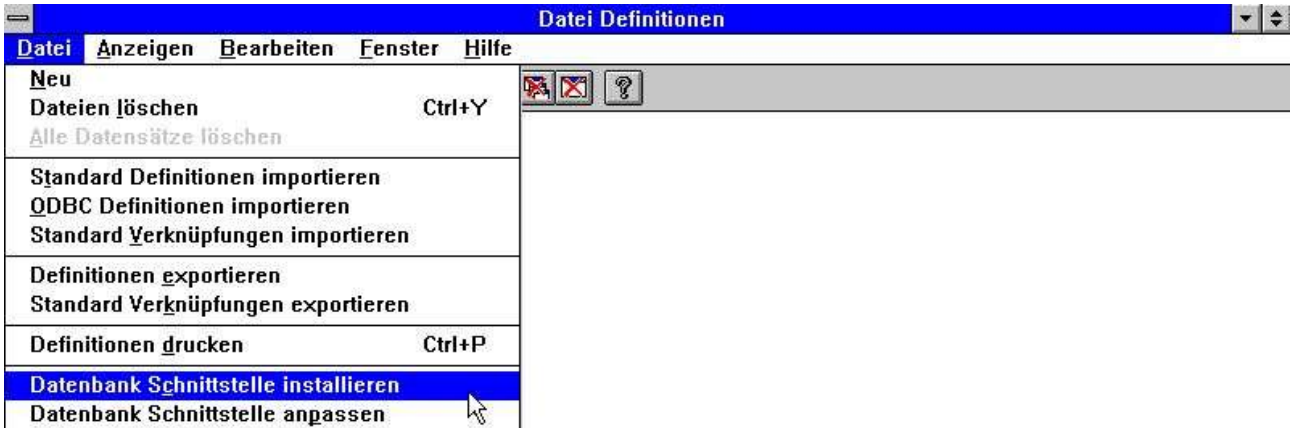 Datei Definitionen
Datei Anzeigen Bearbeiten Fenster Hilfe
Neu
Dateien löschen Ctrl+Y
Alle Datensätze löschen
Standard Definitionen importieren
ODBC Definitionen importieren
Standard Verknüpfungen importieren
Definitionen exportieren
Standard Verknüpfungen exportieren
Definitionen drucken Ctrl+P
Datenbank Schnittstelle installieren
Datenbank Schnittstelle anpassen